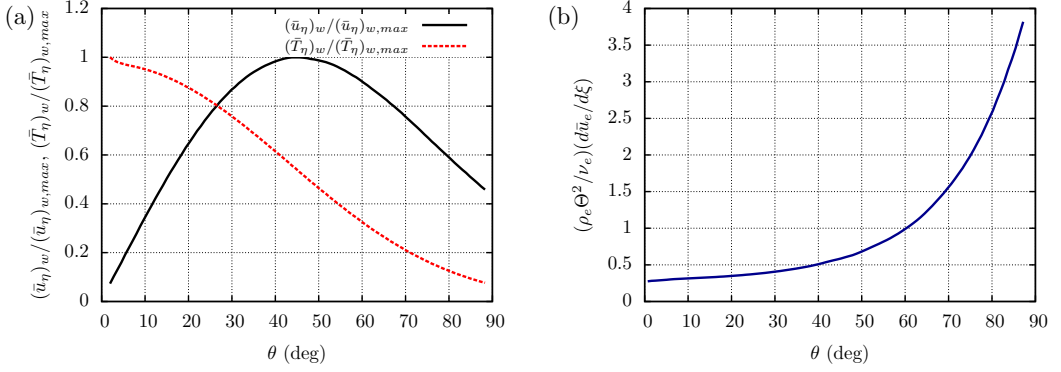 (a)
(ū_η)_w/(ū_η)_{w,max}, (T̄_η)_w/(T̄_η)_{w,max}
1.2
1
0.8
0.6
0.4
0.2
0
(ū_η)_w/(ū_η)_{w,max}
(T̄_η)_w/(T̄_η)_{w,max}
0 10 20 30 40 50 60 70 80 90
θ (deg)
(b)
(ρ_eΘ²/ν_e)(dū_e/dξ)
4
3.5
3
2.5
2
1.5
1
0.5
0
0 10 20 30 40 50 60 70 80 90
θ (deg)